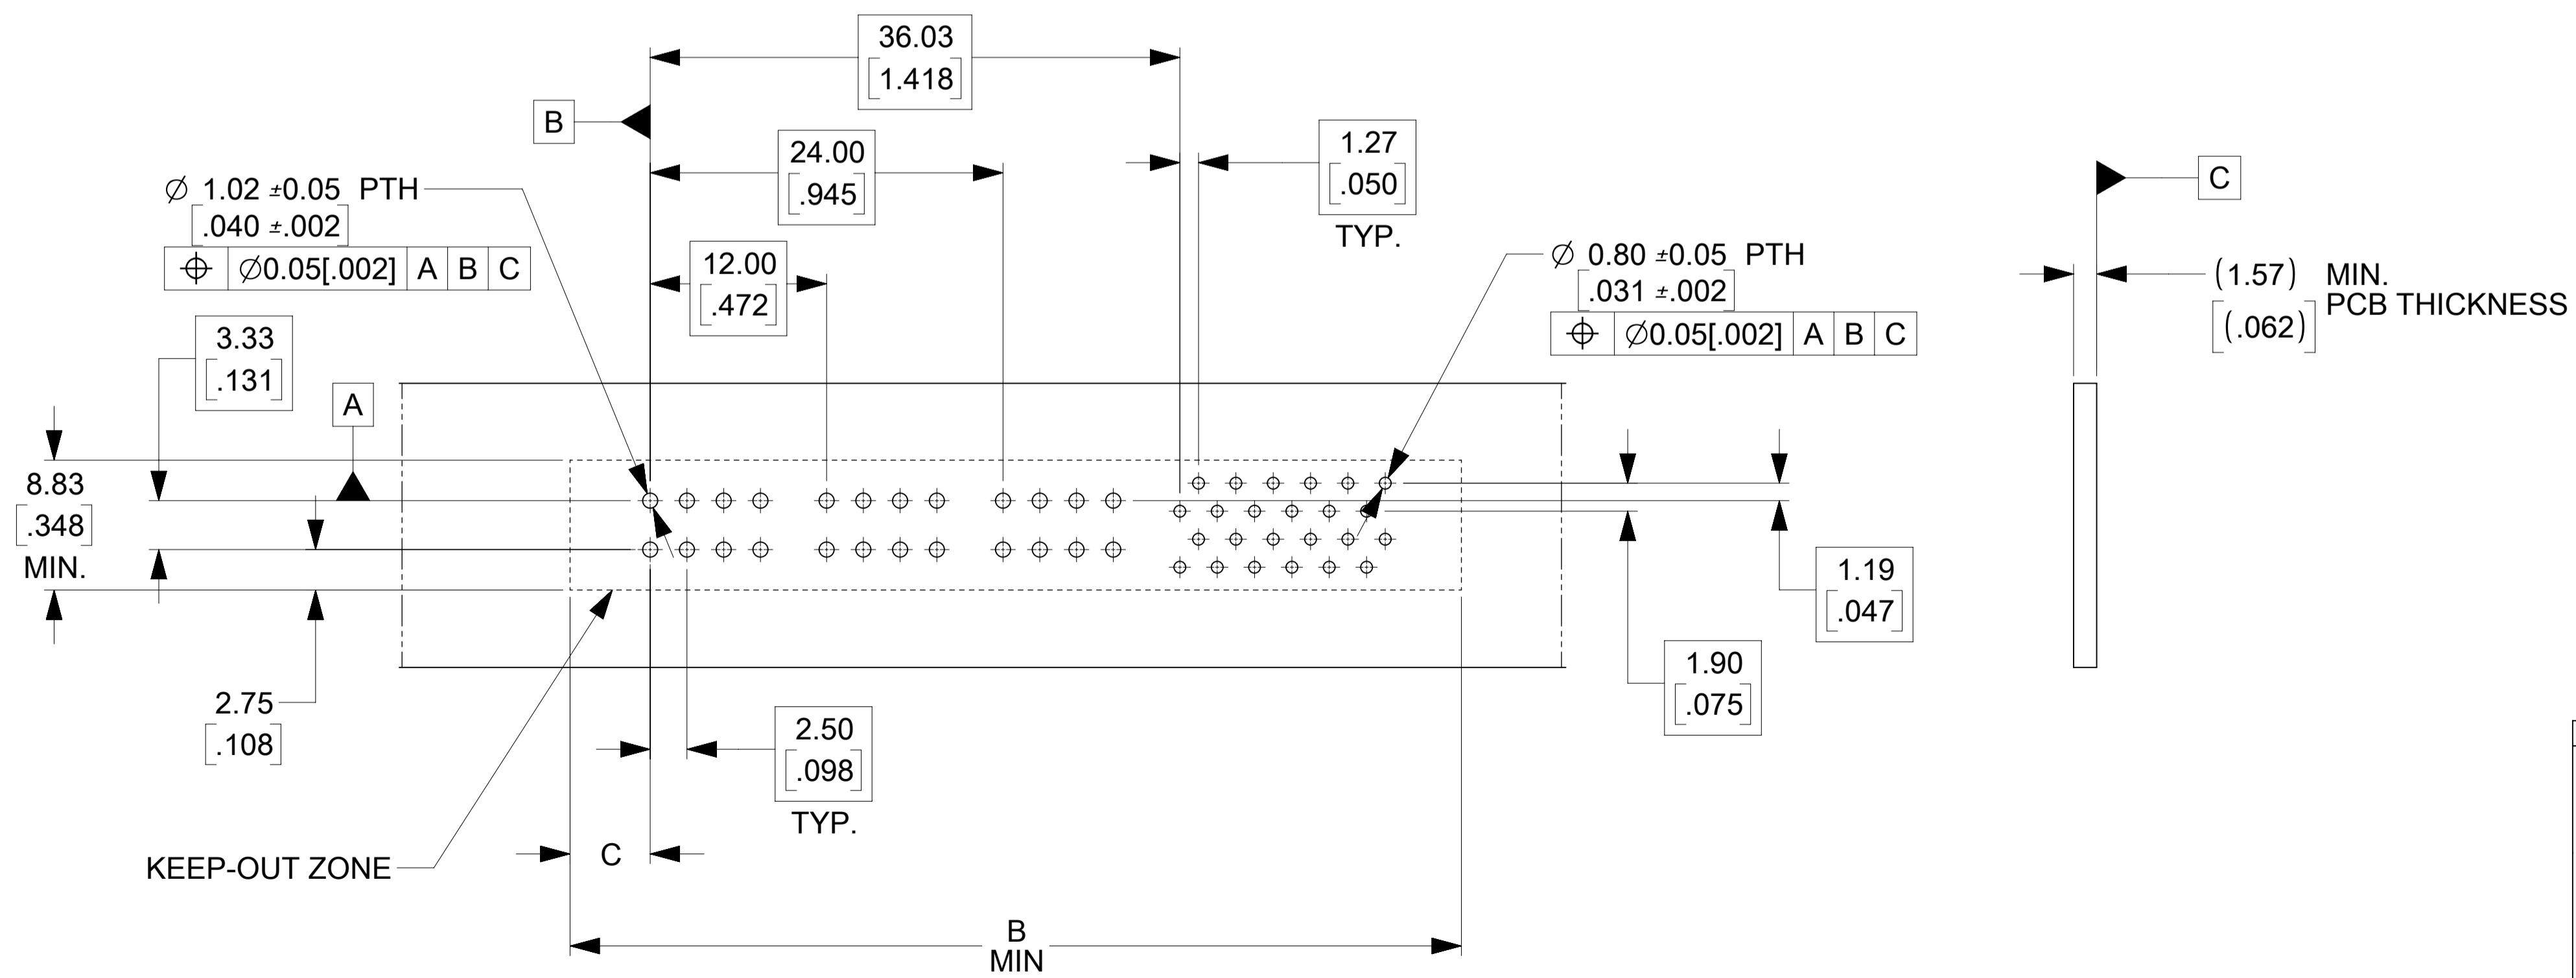 36.03
[1.418]
B
24.00
[.945]
1.27
[.050]
TYP.
C
Ø 1.02 ±0.05 PTH
[.040 ±.002]
⌖ Ø0.05[.002] A B C
12.00
[.472]
Ø 0.80 ±0.05 PTH
[.031 ±.002]
⌖ Ø0.05[.002] A B C
(1.57) MIN.
PCB THICKNESS
[(.062)]
3.33
[.131]
A
8.83
[.348]
MIN.
1.19
[.047]
1.90
[.075]
2.75
[.108]
2.50
[.098]
TYP.
KEEP-OUT ZONE
C
B
MIN